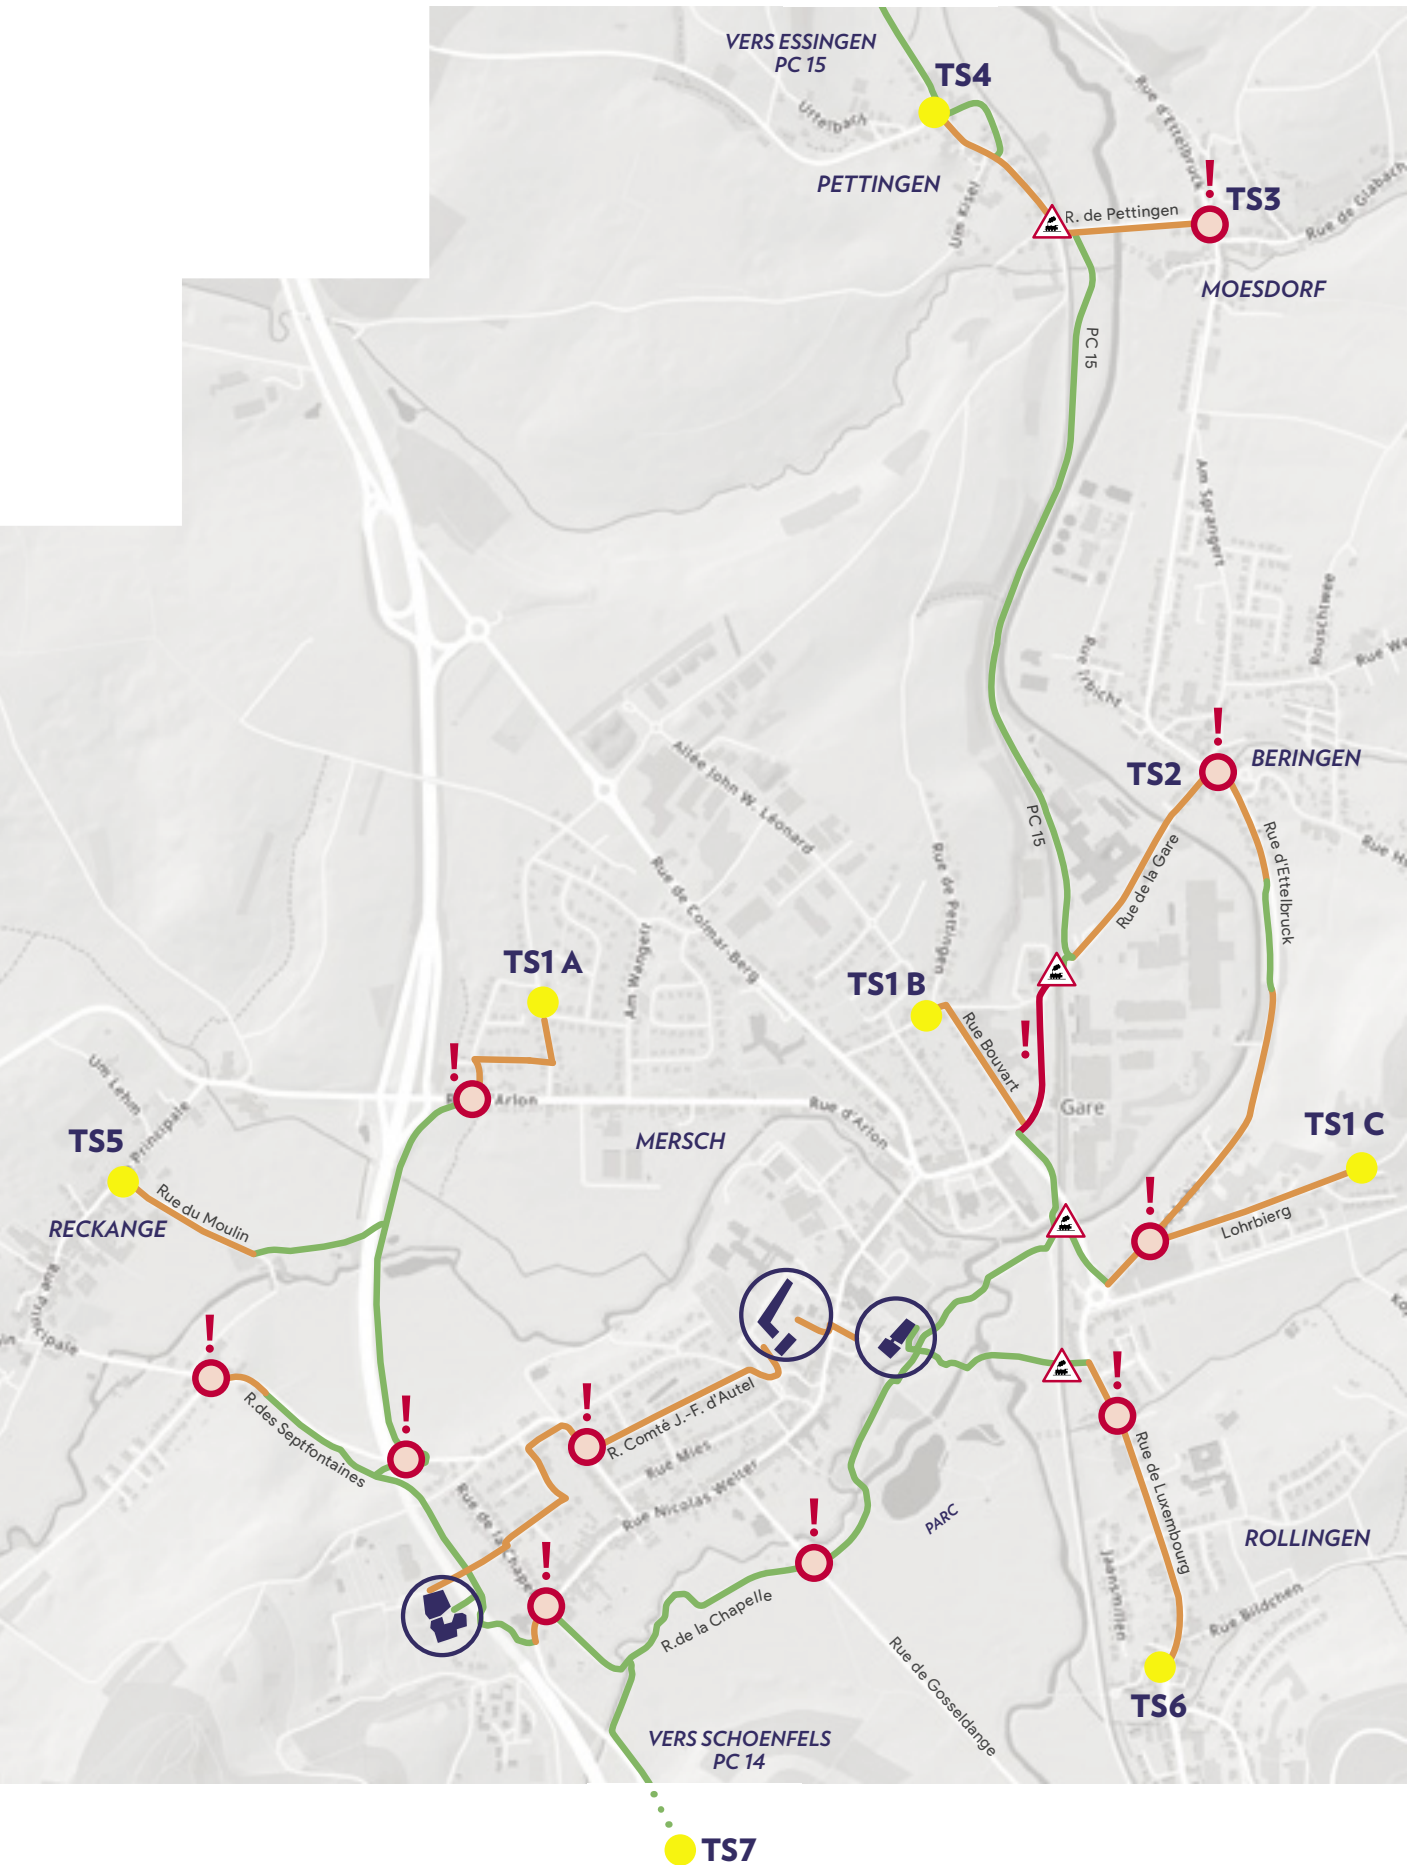 VERS ESSINGEN
PC 15
TS4
Rue d'Ettelbruck
Urtelbach
PETTINGEN
!
TS3
R. de Pettingen
Rue de Glabach
Um Kisel
MOESDORF
PC 15
Am Sprangert
Rouschtwee
Rue Irbicht
!
BERINGEN
TS2
Allée John W. Léonard
PC 15
Rue d'Ettelbruck
Rue de la Gare
Rue de Colmar-Berg
Rue de Pettingen
Am Wangert
TS1 A
TS1 B
!
Rue Bouvart
!
Um Lehm
Arlon
Gare
Rue d'Arlon
Principale
TS5
MERSCH
TS1 C
!
Rue du Moulin
Lohrbierg
RECKANGE
Rue Principale
!
!
R.des Septfontaines
!
!
R. Comté J.-F. d'Autel
Rue Mies
Rue Nicolas Welter
Rue de la Chapelle
!
PARC
Rue de Luxembourg
ROLLINGEN
!
Jaansmillen
R.de la Chapelle
Rue Bildchen
Rue de Gosseldange
TS6
VERS SCHOENFELS
PC 14
TS7